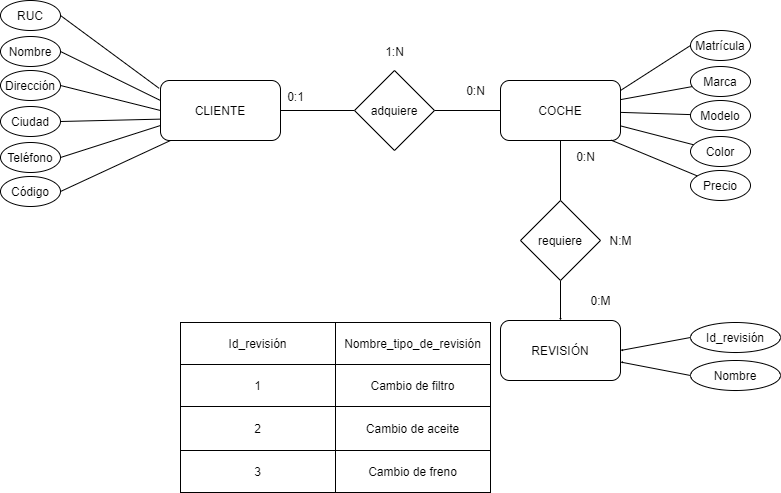 RUC
Nombre
Dirección
Ciudad
Teléfono
Código
CLIENTE
0:1
1:N
adquiere
0:N
COCHE
Matrícula
Marca
Modelo
Color
Precio
0:N
requiere
N:M
0:M
REVISIÓN
Id_revisión
Nombre
Id_revisión Nombre_tipo_de_revisión
1 Cambio de filtro
2 Cambio de aceite
3 Cambio de freno